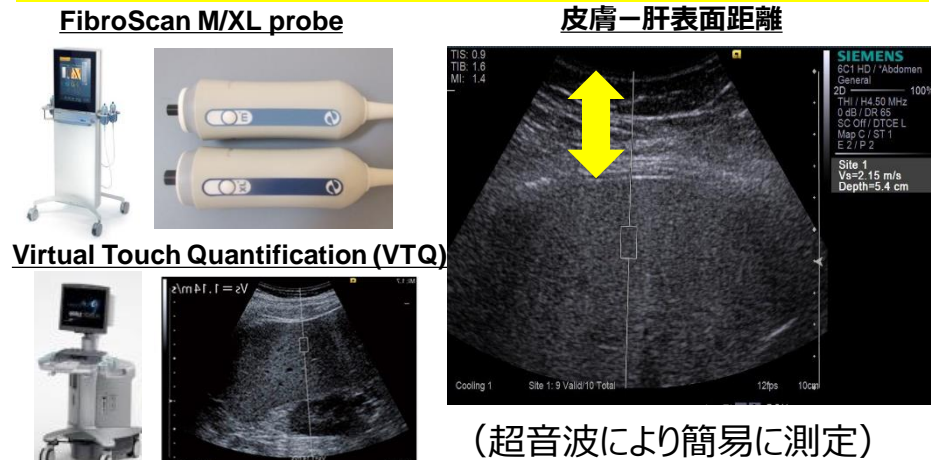 FibroScan M/XL probe
皮膚ー肝表面距離
TIS: 0.9
TIB: 1.6
MI: 1.4
SIEMENS
6C1 HD / *Abdomen
General
2D 100%
THI / H4.50 MHz
0 dB / DR 65
SC Off / DTCE L
Map C / ST 1
E 2 / P 2
Site 1
Vs=2.15 m/s
Depth=5.4 cm
M
XL
Virtual Touch Quantification (VTQ)
Vs=1.14m/s
MI: 1.7
Cooling 1
Site 1: 9 Valid/10 Total
12fps
10cm
（超音波により簡易に測定）